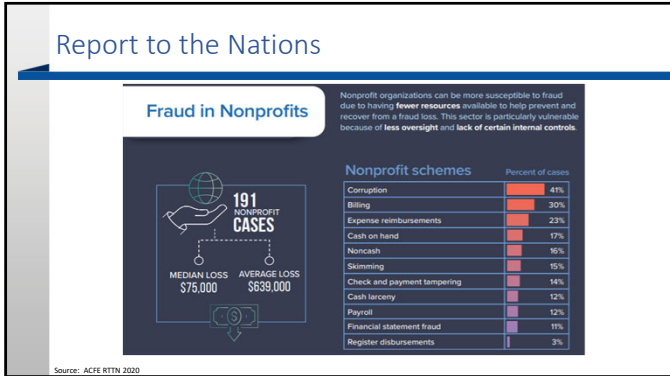 Report to the Nations
Fraud in Nonprofits
Nonprofit organizations can be more susceptible to fraud
due to having fewer resources available to help prevent and
recover from a fraud loss. This sector is particularly vulnerable
because of less oversight and lack of certain internal controls.
191
NONPROFIT
CASES
MEDIAN LOSS
$75,000
AVERAGE LOSS
$639,000
$
Nonprofit schemes Percent of cases
Corruption 41%
Billing 30%
Expense reimbursements 23%
Cash on hand 17%
Noncash 16%
Skimming 15%
Check and payment tampering 14%
Cash larceny 12%
Payroll 12%
Financial statement fraud 11%
Register disbursements 3%
Source: ACFE RTTN 2020